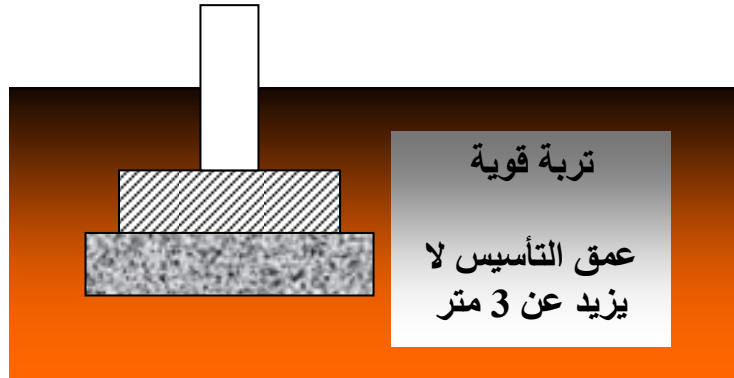 تربة قوية
عمق التأسيس لا
يزيد عن 3 متر